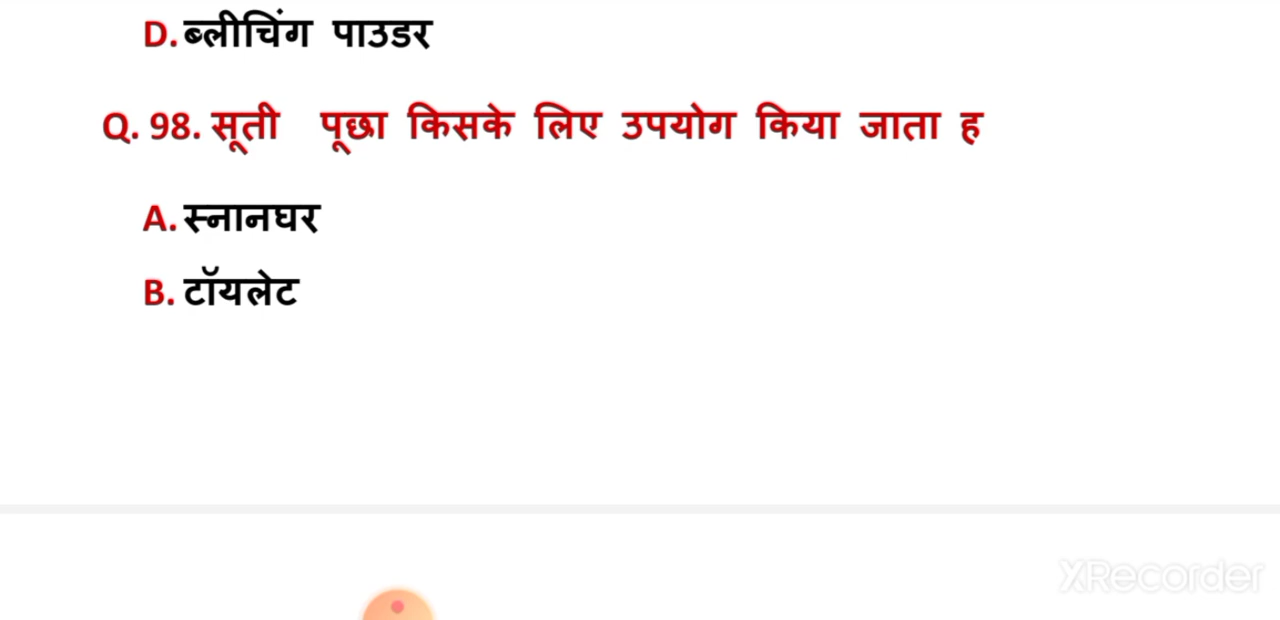 D. ब्लीचिंग पाउडर
Q. 98. सूती पूछा किसके लिए उपयोग किया जाता ह
A. स्नानघर
B. टॉयलेट
XRecorder